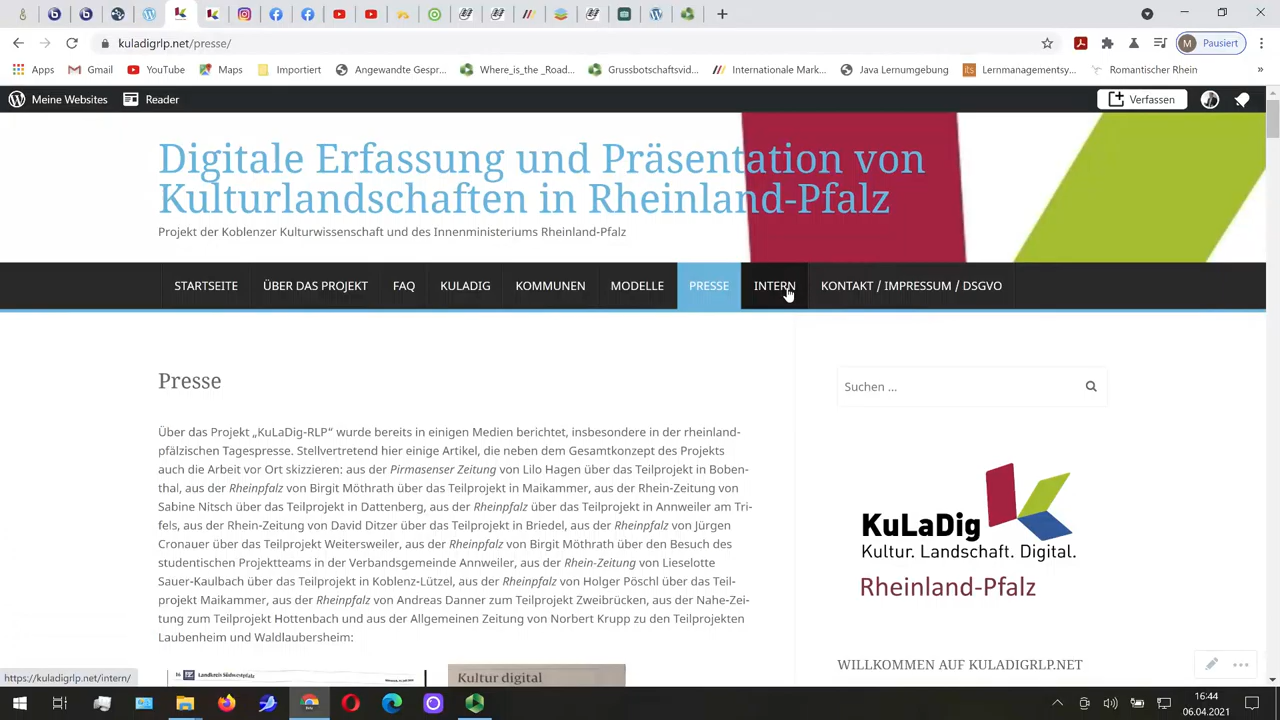 kuladigrlp.net/presse/
M Pausiert
Apps Gmail YouTube Maps Importiert Angewandte Gespr... Where_is_the_Road... Grussbotschaftsvid... Internationale Mark... Java Lernumgebung Lernmanagementsy... Romantischer Rhein »
Meine Websites Reader Verfassen
Digitale Erfassung und Präsentation von
Kulturlandschaften in Rheinland-Pfalz
Projekt der Koblenzer Kulturwissenschaft und des Innenministeriums Rheinland-Pfalz
STARTSEITE ÜBER DAS PROJEKT FAQ KULADIG KOMMUNEN MODELLE PRESSE INTERN KONTAKT / IMPRESSUM / DSGVO
Presse
Über das Projekt „KuLaDig-RLP“ wurde bereits in einigen Medien berichtet, insbesondere in der rheinland-
pfälzischen Tagespresse. Stellvertretend hier einige Artikel, die neben dem Gesamtkonzept des Projekts
auch die Arbeit vor Ort skizzieren: aus der Pirmasenser Zeitung von Lilo Hagen über das Teilprojekt in Boben-
thal, aus der Rheinpfalz von Birgit Möthrath über das Teilprojekt in Maikammer, aus der Rhein-Zeitung von
Sabine Nitsch über das Teilprojekt in Dattenberg, aus der Rheinpfalz über das Teilprojekt in Annweiler am Tri-
fels, aus der Rhein-Zeitung von David Ditzer über das Teilprojekt in Briedel, aus der Rheinpfalz von Jürgen
Cronauer über das Teilprojekt Weitersweiler, aus der Rheinpfalz von Birgit Möthrath über den Besuch des
studentischen Projektteams in der Verbandsgemeinde Annweiler, aus der Rhein-Zeitung von Lieselotte
Sauer-Kaulbach über das Teilprojekt in Koblenz-Lützel, aus der Rheinpfalz von Holger Pöschl über das Teil-
projekt Maikammer, aus der Rheinpfalz von Andreas Danner zum Teilprojekt Zweibrücken, aus der Nahe-Zei-
tung zum Teilprojekt Hottenbach und aus der Allgemeinen Zeitung von Norbert Krupp zu den Teilprojekten
Laubenheim und Waldlaubersheim:
Landkreis Südwestpfalz
Kultur digital
Suchen ...
KuLaDig
Kultur. Landschaft. Digital.
Rheinland-Pfalz
WILLKOMMEN AUF KULADIGRLP.NET
https://kuladigrlp.net/intern/
16:44
06.04.2021